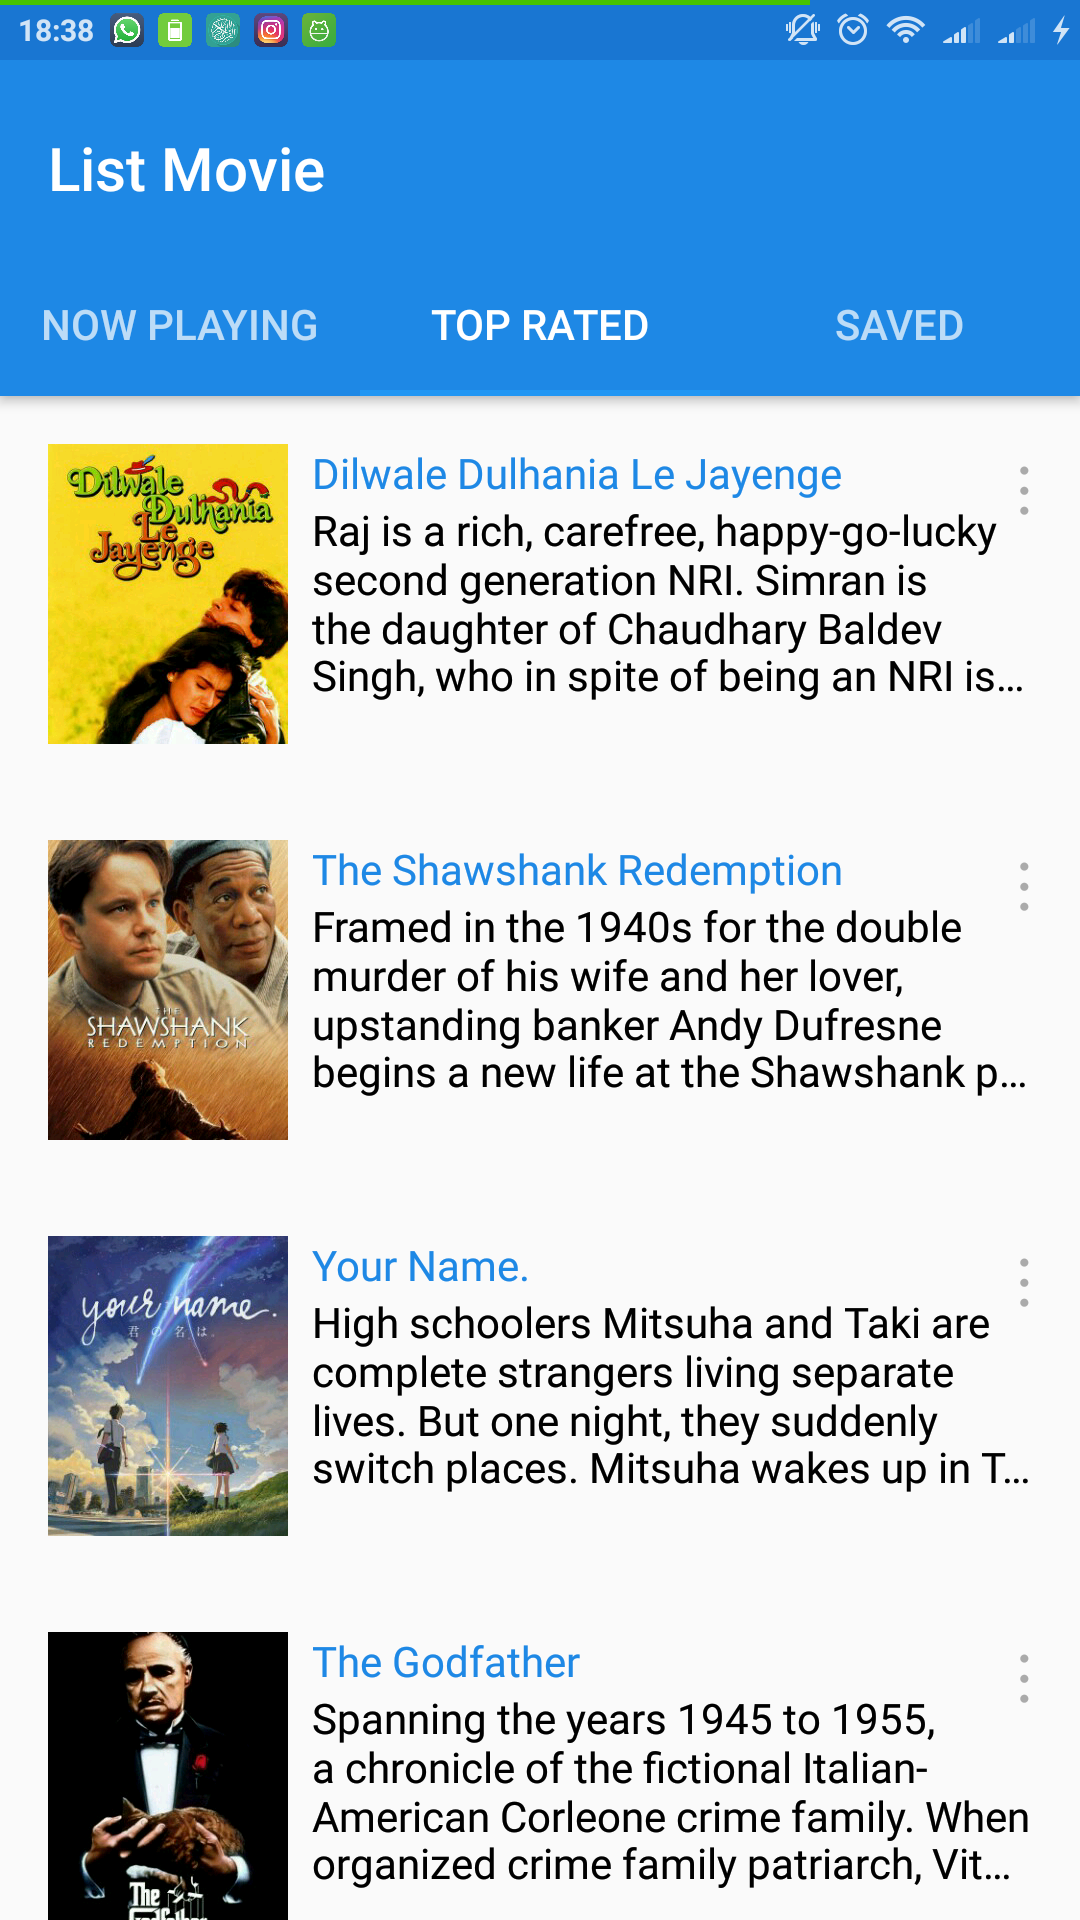 18:38
List Movie
NOW PLAYING
TOP RATED
SAVED
Dilwale
Dulhania
Le
Jayenge
Dilwale Dulhania Le Jayenge
Raj is a rich, carefree, happy-go-lucky
second generation NRI. Simran is
the daughter of Chaudhary Baldev
Singh, who in spite of being an NRI is...
THE
SHAWSHANK
REDEMPTION
The Shawshank Redemption
Framed in the 1940s for the double
murder of his wife and her lover,
upstanding banker Andy Dufresne
begins a new life at the Shawshank p...
your name.
君の名は。
Your Name.
High schoolers Mitsuha and Taki are
complete strangers living separate
lives. But one night, they suddenly
switch places. Mitsuha wakes up in T...
The
Godfather
The Godfather
Spanning the years 1945 to 1955,
a chronicle of the fictional Italian-
American Corleone crime family. When
organized crime family patriarch, Vit...